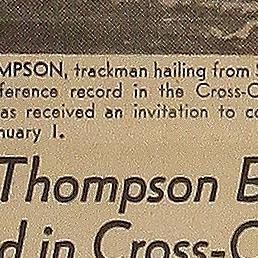 MPSON, trackman hailing from S
ference record in the Cross-C
as received an invitation to co
nuary 1.
Thompson E
d in Cross-C